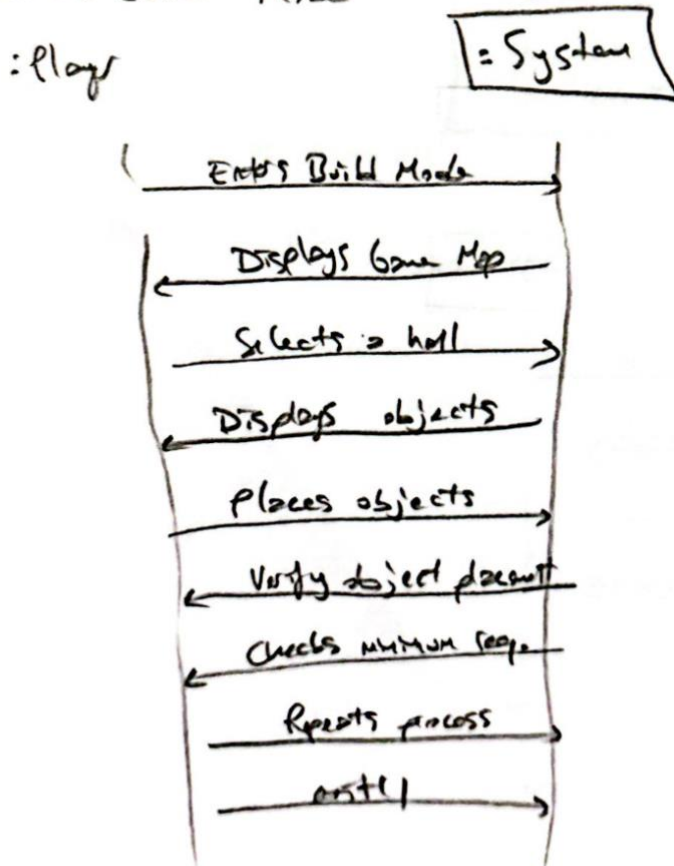 :Player
: System
Enters Build Mode
Displays Game Map
Selects a hall
Displays objects
Places objects
Verify object placement
Checks minimum req.
Repeats process